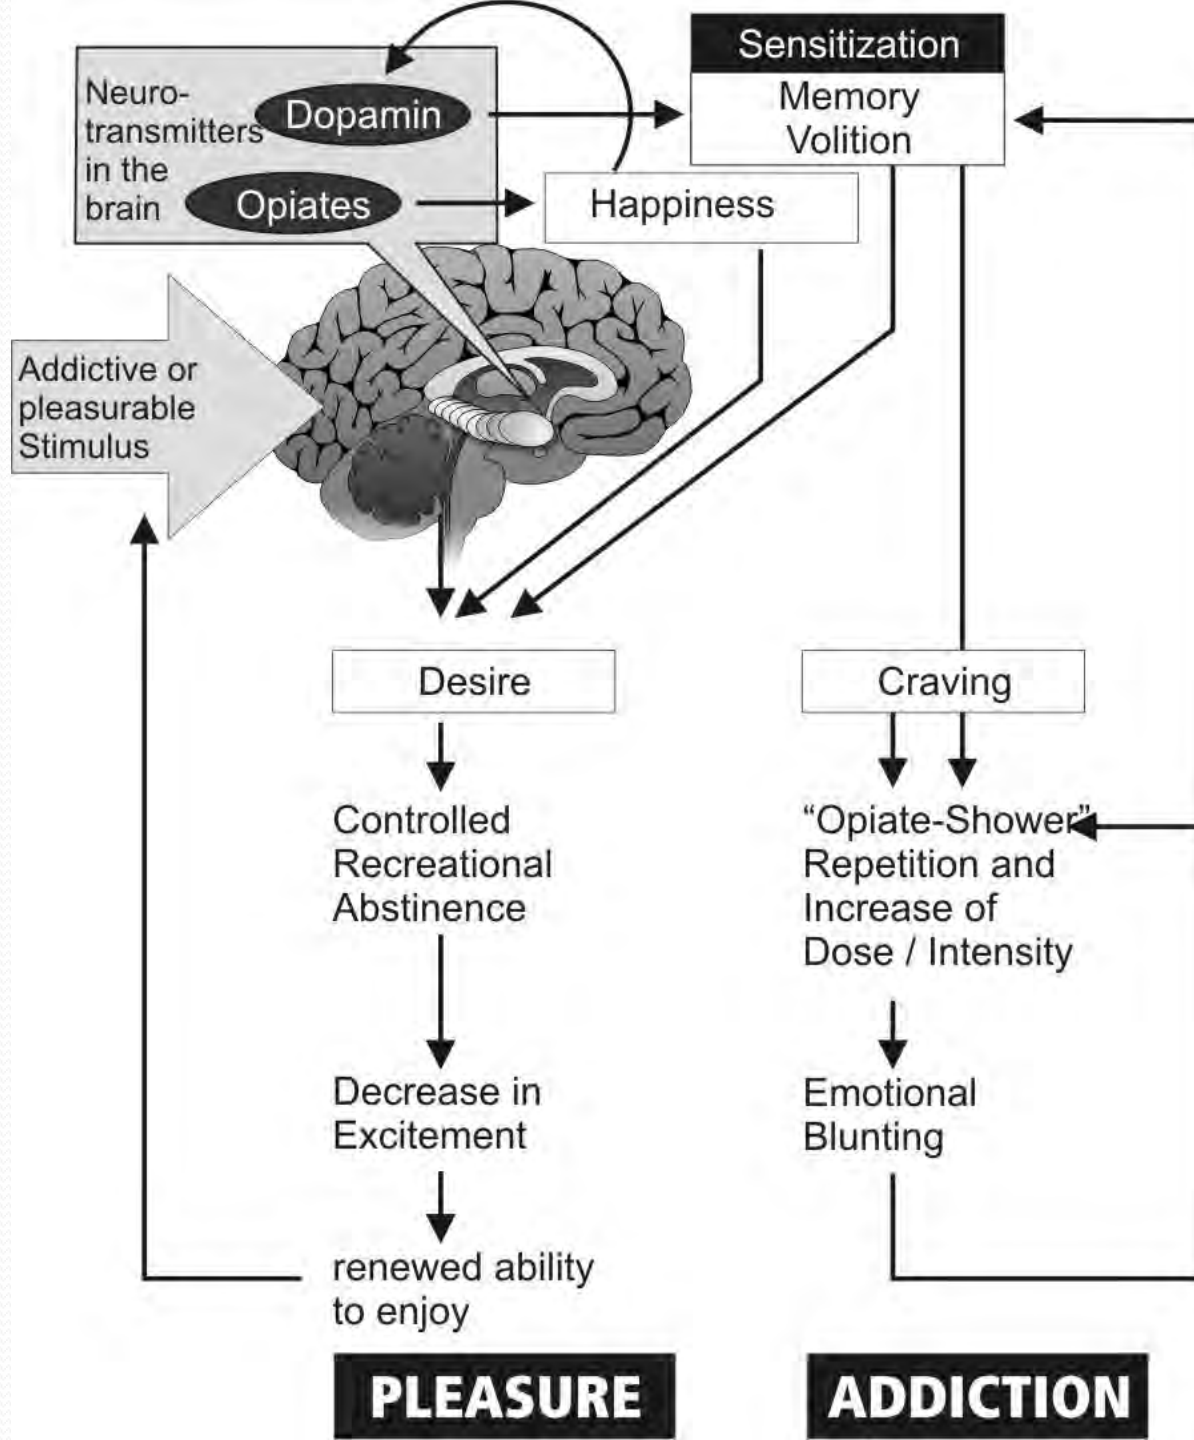 Sensitization
Memory
Volition
Neuro-
transmitters
in the
brain
Dopamin
Opiates
Happiness
Addictive or
pleasurable
Stimulus
Desire
Controlled
Recreational
Abstinence
Decrease in
Excitement
renewed ability
to enjoy
PLEASURE
Craving
“Opiate-Shower”
Repetition and
Increase of
Dose / Intensity
Emotional
Blunting
ADDICTION